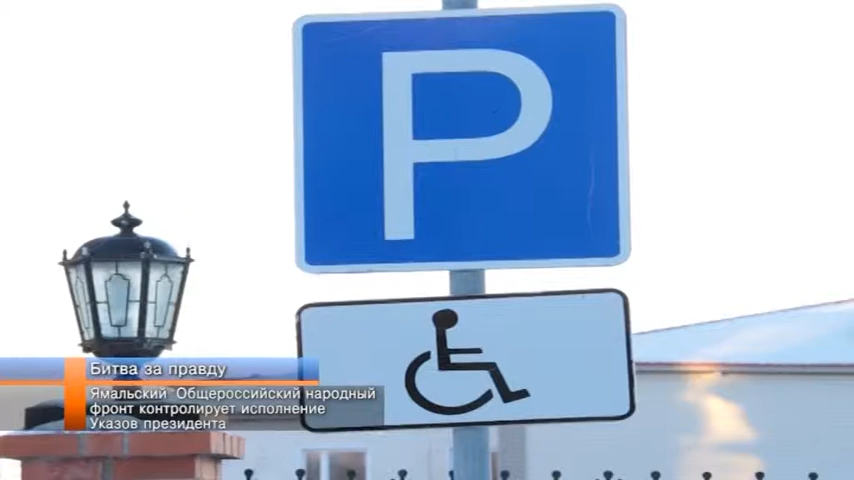 P
Битва за правду
Ямальский Общероссийский народный
фронт контролирует исполнение
Указов президента